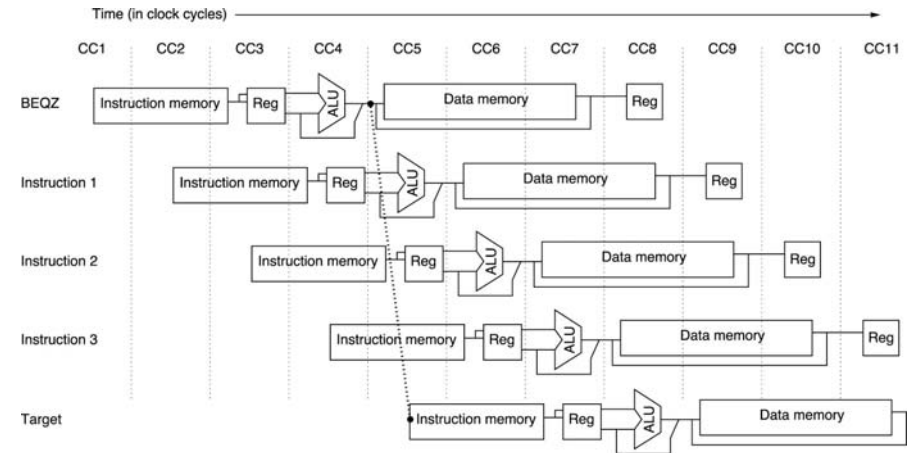 Time (in clock cycles)
CC1 CC2 CC3 CC4 CC5 CC6 CC7 CC8 CC9 CC10 CC11
BEQZ Instruction memory Reg ALU Data memory Reg
Instruction 1 Instruction memory Reg ALU Data memory Reg
Instruction 2 Instruction memory Reg ALU Data memory Reg
Instruction 3 Instruction memory Reg ALU Data memory Reg
Target Instruction memory Reg ALU Data memory